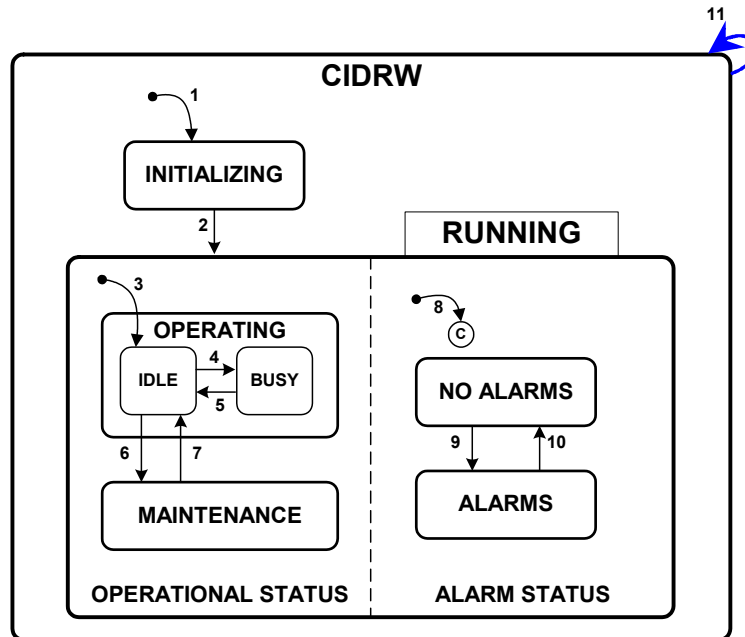 11
CIDRW
1
INITIALIZING
2
RUNNING
3
OPERATING
IDLE
4
5
BUSY
6
7
MAINTENANCE
OPERATIONAL STATUS
8
C
NO ALARMS
9
10
ALARMS
ALARM STATUS